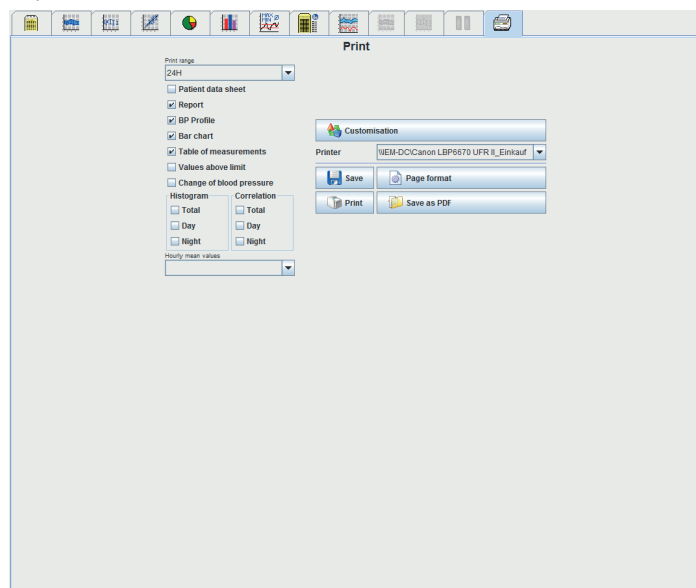 Print
Print range
24H
Patient data sheet
Report
BP Profile
Bar chart
Table of measurements
Values above limit
Change of blood pressure
Histogram
Total
Day
Night
Correlation
Total
Day
Night
Hourly mean values
Customisation
Printer
\\IEM-DC\Canon LBP6670 UFR II_Einkauf
Save
Page format
Print
Save as PDF